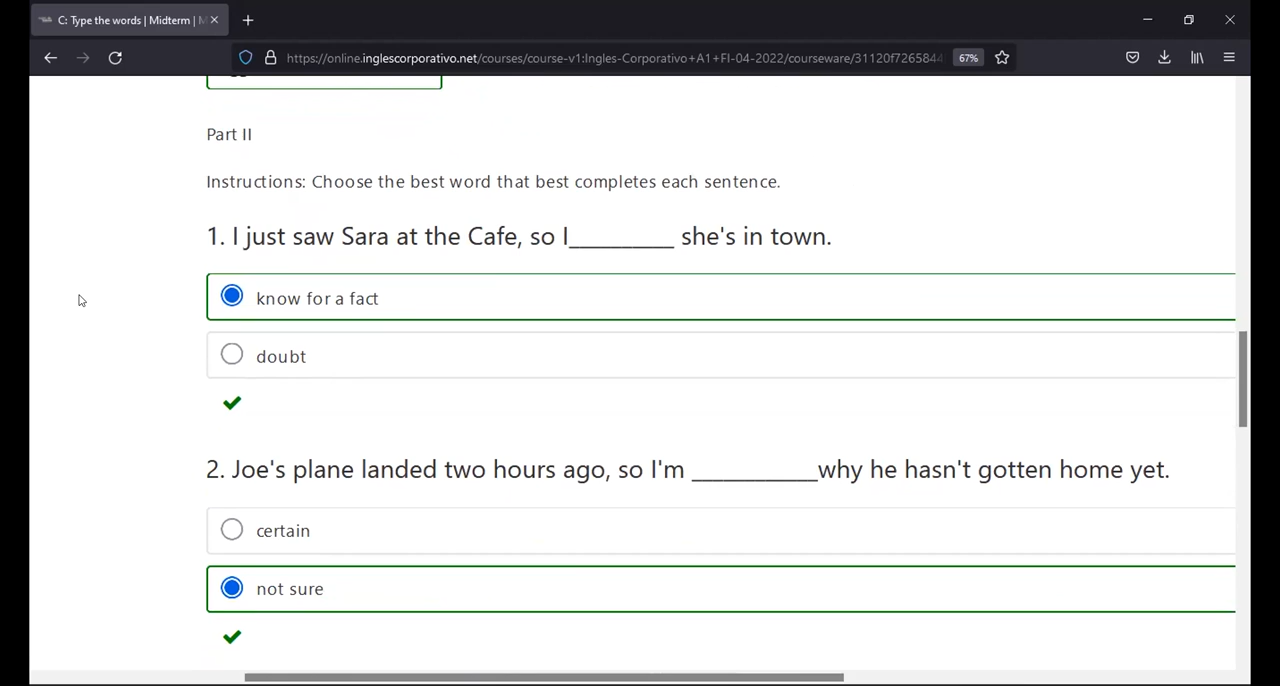 C: Type the words | Midterm |
https://online.inglescorporativo.net/courses/course-v1:Ingles-Corporativo+A1+FI-04-2022/courseware/31120f7265844
67%
Part II
Instructions: Choose the best word that best completes each sentence.
1. I just saw Sara at the Cafe, so I_________ she's in town.
know for a fact
doubt
2. Joe's plane landed two hours ago, so I'm ___________why he hasn't gotten home yet.
certain
not sure